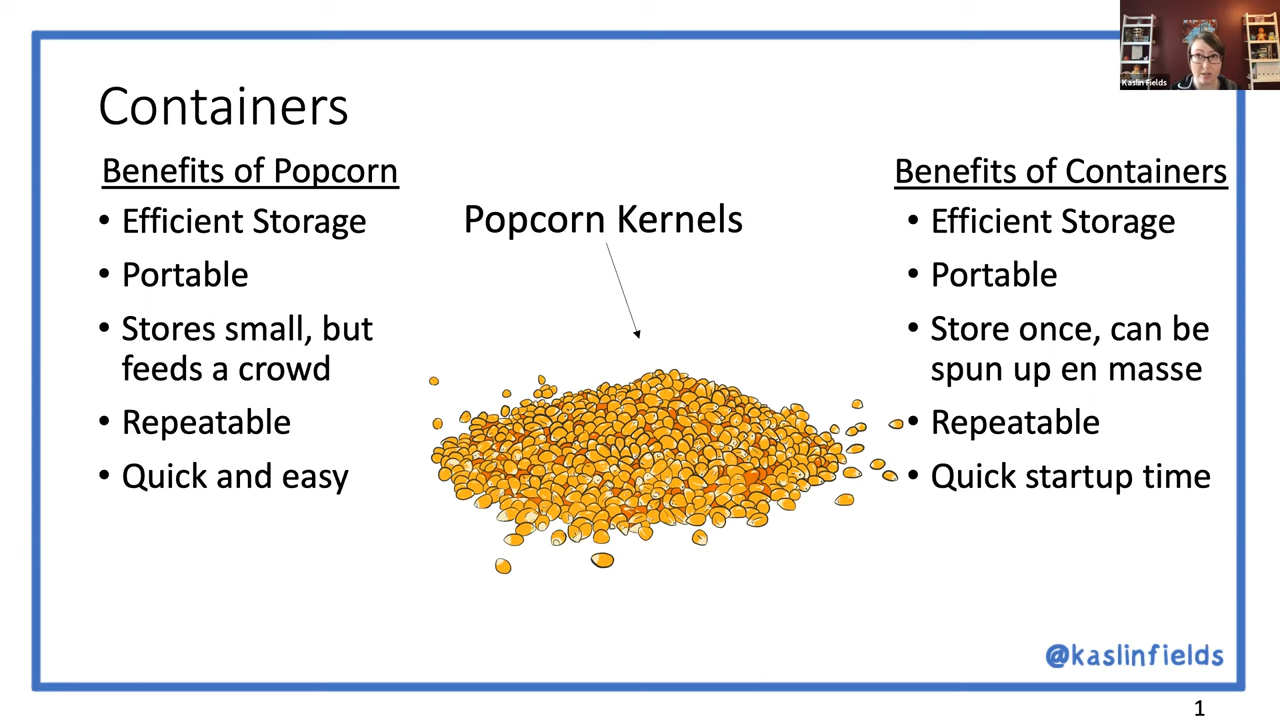 Containers
Benefits of Popcorn
• Efficient Storage
• Portable
• Stores small, but
feeds a crowd
• Repeatable
• Quick and easy
Popcorn Kernels
Benefits of Containers
• Efficient Storage
• Portable
• Store once, can be
spun up en masse
• Repeatable
• Quick startup time
@kaslinfields
1
Kaslin Fields